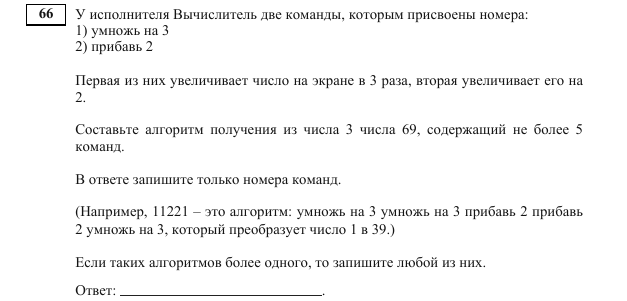 66
У исполнителя Вычислитель две команды, которым присвоены номера:
1) умножь на 3
2) прибавь 2
Первая из них увеличивает число на экране в 3 раза, вторая увеличивает его на
2.
Составьте алгоритм получения из числа 3 числа 69, содержащий не более 5
команд.
В ответе запишите только номера команд.
(Например, 11221 – это алгоритм: умножь на 3 умножь на 3 прибавь 2 прибавь
2 умножь на 3, который преобразует число 1 в 39.)
Если таких алгоритмов более одного, то запишите любой из них.
Ответ: ___________________________.